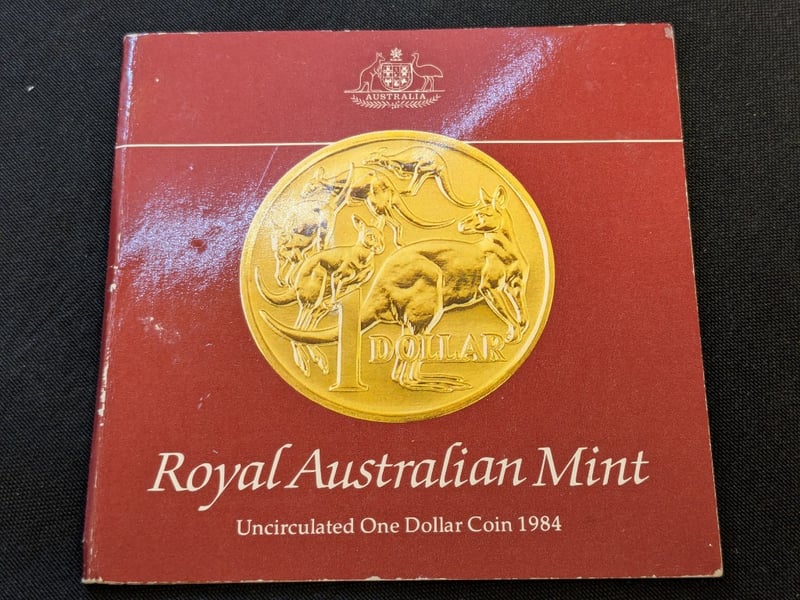 AUSTRALIA
1 DOLLAR
Royal Australian Mint
Uncirculated One Dollar Coin 1984